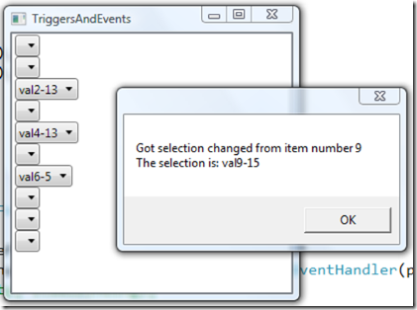 TriggersAndEvents
val2-13
val4-13
val6-5
Got selection changed from item number 9
The selection is: val9-15
OK
ventHandler(p